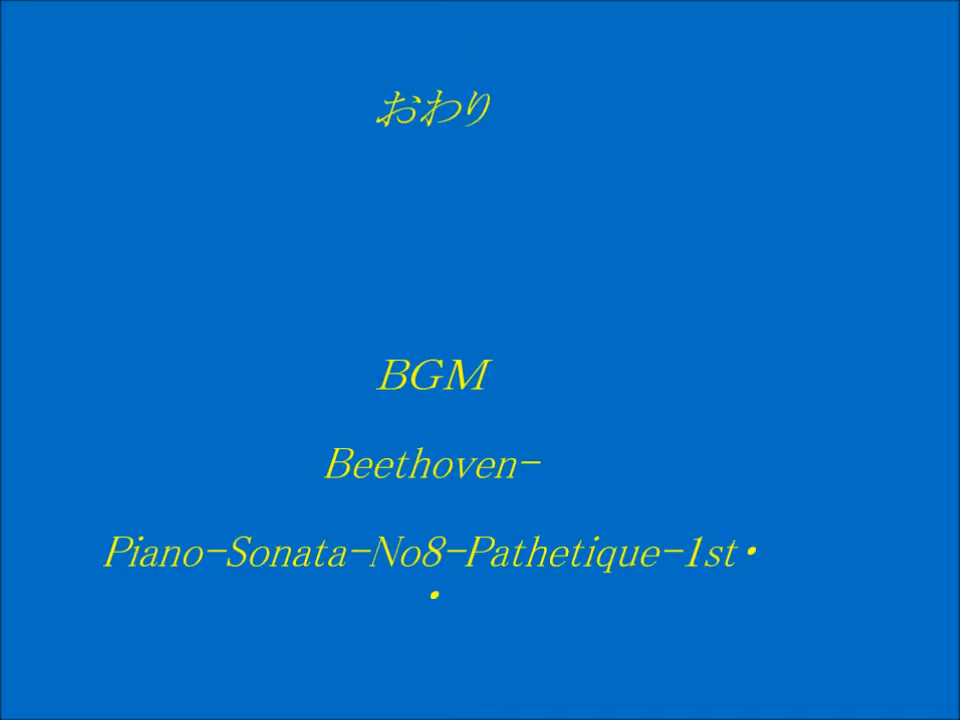 おわり
BGM
Beethoven-
Piano-Sonata-No8-Pathetique-1st・
・